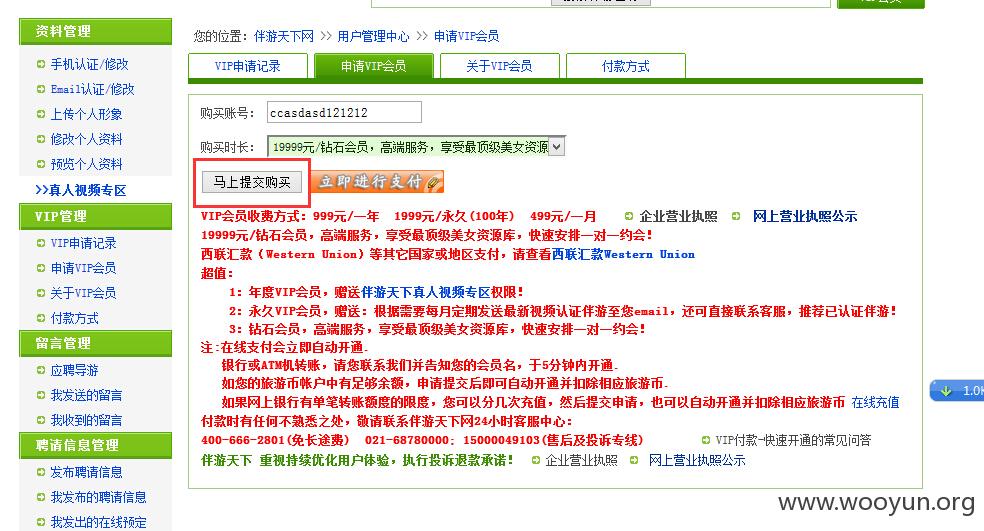 资料管理
手机认证/修改
Email认证/修改
上传个人形象
修改个人资料
预览个人资料
>>真人视频专区
VIP管理
VIP申请记录
申请VIP会员
关于VIP会员
付款方式
留言管理
应聘导游
我发送的留言
我收到的留言
聘请信息管理
发布聘请信息
我发布的聘请信息
我发出的在线预定
您的位置: 伴游天下网 >> 用户管理中心 >> 申请VIP会员
VIP申请记录 申请VIP会员 关于VIP会员 付款方式
购买账号: ccasdasd121212
购买时长: 19999元/钻石会员,高端服务,享受最顶级美女资源
马上提交购买 立即进行支付
VIP会员收费方式: 999元/一年 1999元/永久(100年) 499元/一月 企业营业执照 网上营业执照公示
19999元/钻石会员,高端服务,享受最顶级美女资源库,快速安排一对一约会!
西联汇款(Western Union)等其它国家或地区支付,请查看西联汇款Western Union
超值:
1: 年度VIP会员,赠送伴游天下真人视频专区权限!
2: 永久VIP会员,赠送: 根据需要每月定期发送最新视频认证伴游至您email,还可直接联系客服,推荐已认证伴游!
3: 钻石会员,高端服务,享受最顶级美女资源库,快速安排一对一约会!
注:在线支付会立即自动开通.
银行或ATM机转账,请您联系我们并告知您的会员名,于5分钟内开通.
如您的旅游币帐户中有足够余额,申请提交后即可自动开通并扣除相应旅游币.
如果网上银行有单笔转账额度的限度,您可以分几次充值,然后提交申请,也可以自动开通并扣除相应旅游币 在线充值
付款时有任何不熟悉之处,敬请联系伴游天下网24小时客服中心:
400-666-2801(免长途费) 021-68780000; 15000049103(售后及投诉专线) VIP付款-快速开通的常见问答
伴游天下 重视持续优化用户体验,执行投诉退款承诺! 企业营业执照 网上营业执照公示
www.wooyun.org